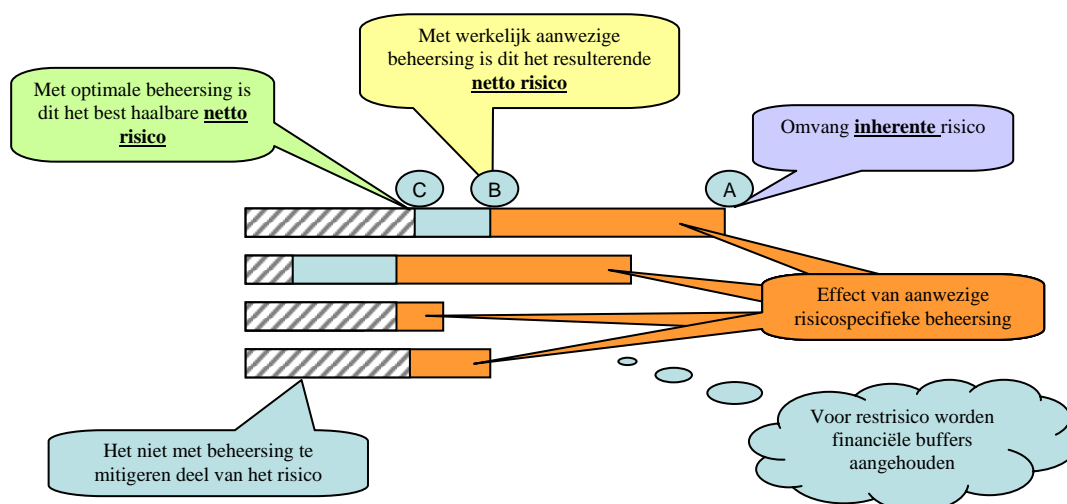 Met werkelijk aanwezige
beheersing is dit het resulterende
netto risico
Met optimale beheersing is
dit het best haalbare netto
risico
Omvang inherente risico
C
B
A
Effect van aanwezige
risicospecifieke beheersing
Voor restrisico worden
financiële buffers
aangehouden
Het niet met beheersing te
mitigeren deel van het risico